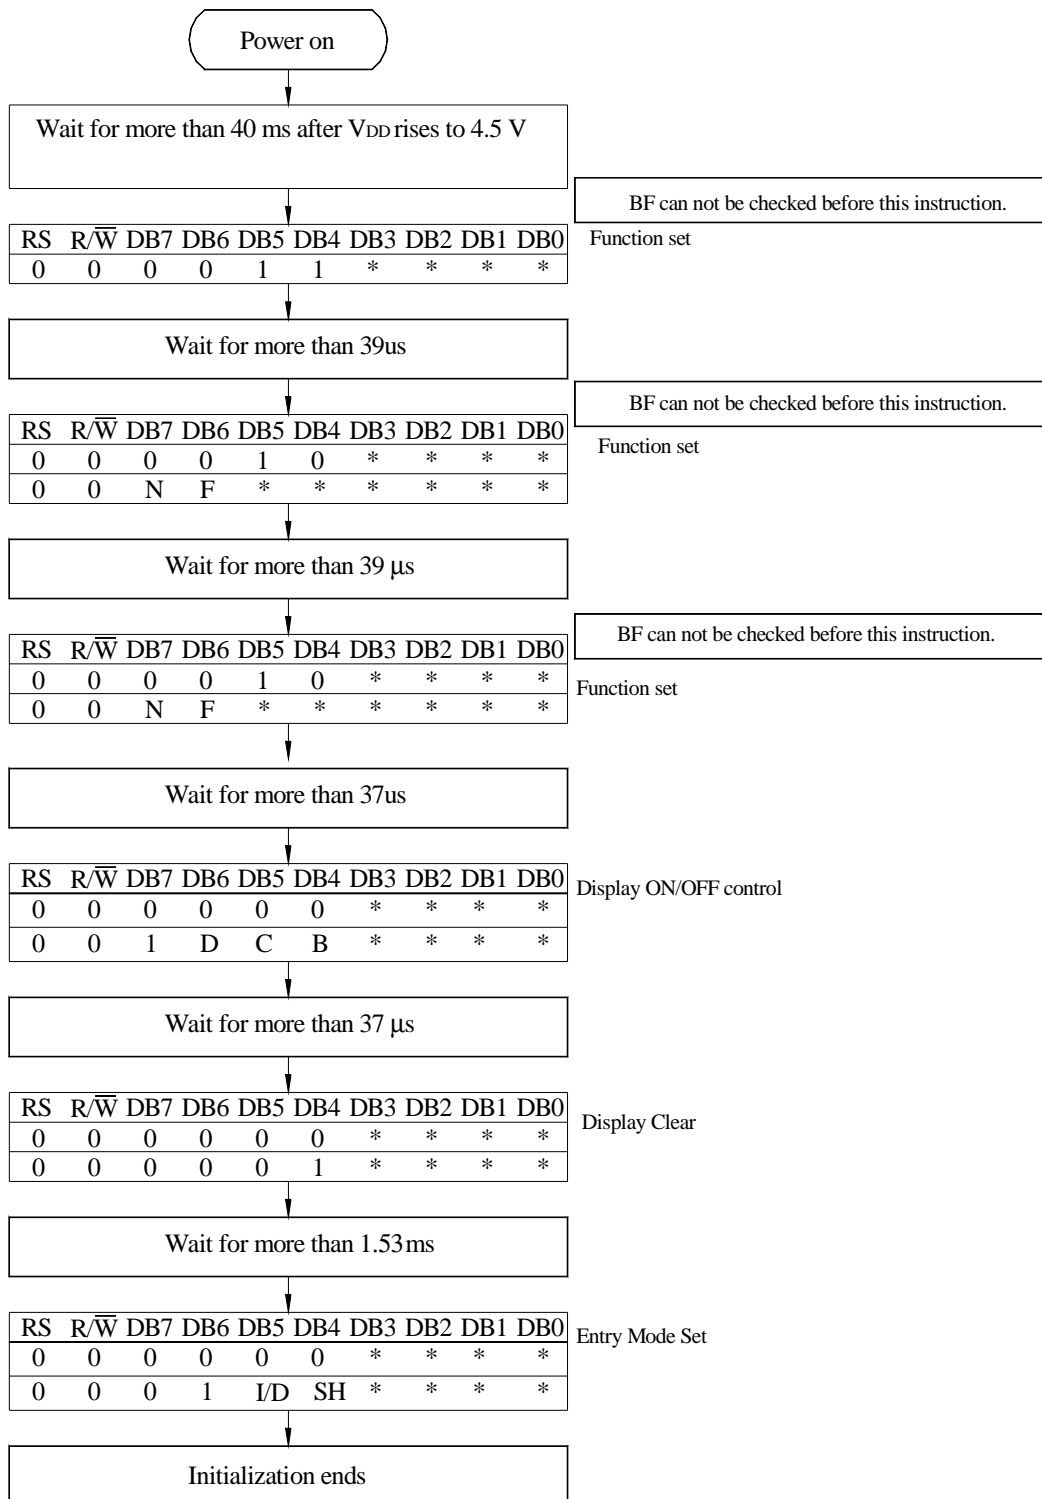 Power on
Wait for more than 40 ms after VDD rises to 4.5 V
BF can not be checked before this instruction.
RS R/W̅ DB7 DB6 DB5 DB4 DB3 DB2 DB1 DB0
Function set
0 0 0 0 1 1 * * * *
Wait for more than 39us
BF can not be checked before this instruction.
RS R/W̅ DB7 DB6 DB5 DB4 DB3 DB2 DB1 DB0
Function set
0 0 0 0 1 0 * * * *
0 0 N F * * * * * *
Wait for more than 39 μs
BF can not be checked before this instruction.
RS R/W̅ DB7 DB6 DB5 DB4 DB3 DB2 DB1 DB0
0 0 0 0 1 0 * * * *
Function set
0 0 N F * * * * * *
Wait for more than 37us
RS R/W̅ DB7 DB6 DB5 DB4 DB3 DB2 DB1 DB0
Display ON/OFF control
0 0 0 0 0 0 * * * *
0 0 1 D C B * * * *
Wait for more than 37 μs
RS R/W̅ DB7 DB6 DB5 DB4 DB3 DB2 DB1 DB0
Display Clear
0 0 0 0 0 0 * * * *
0 0 0 0 0 1 * * * *
Wait for more than 1.53ms
RS R/W̅ DB7 DB6 DB5 DB4 DB3 DB2 DB1 DB0
Entry Mode Set
0 0 0 0 0 0 * * * *
0 0 0 1 I/D SH * * * *
Initialization ends